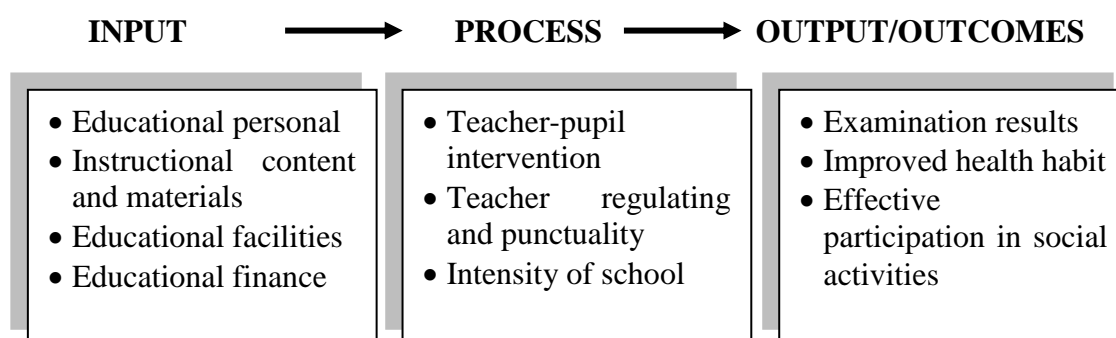 INPUT PROCESS OUTPUT/OUTCOMES
• Educational personal
• Instructional content
and materials
• Educational facilities
• Educational finance
• Teacher-pupil
intervention
• Teacher regulating
and punctuality
• Intensity of school
• Examination results
• Improved health habit
• Effective
participation in social
activities